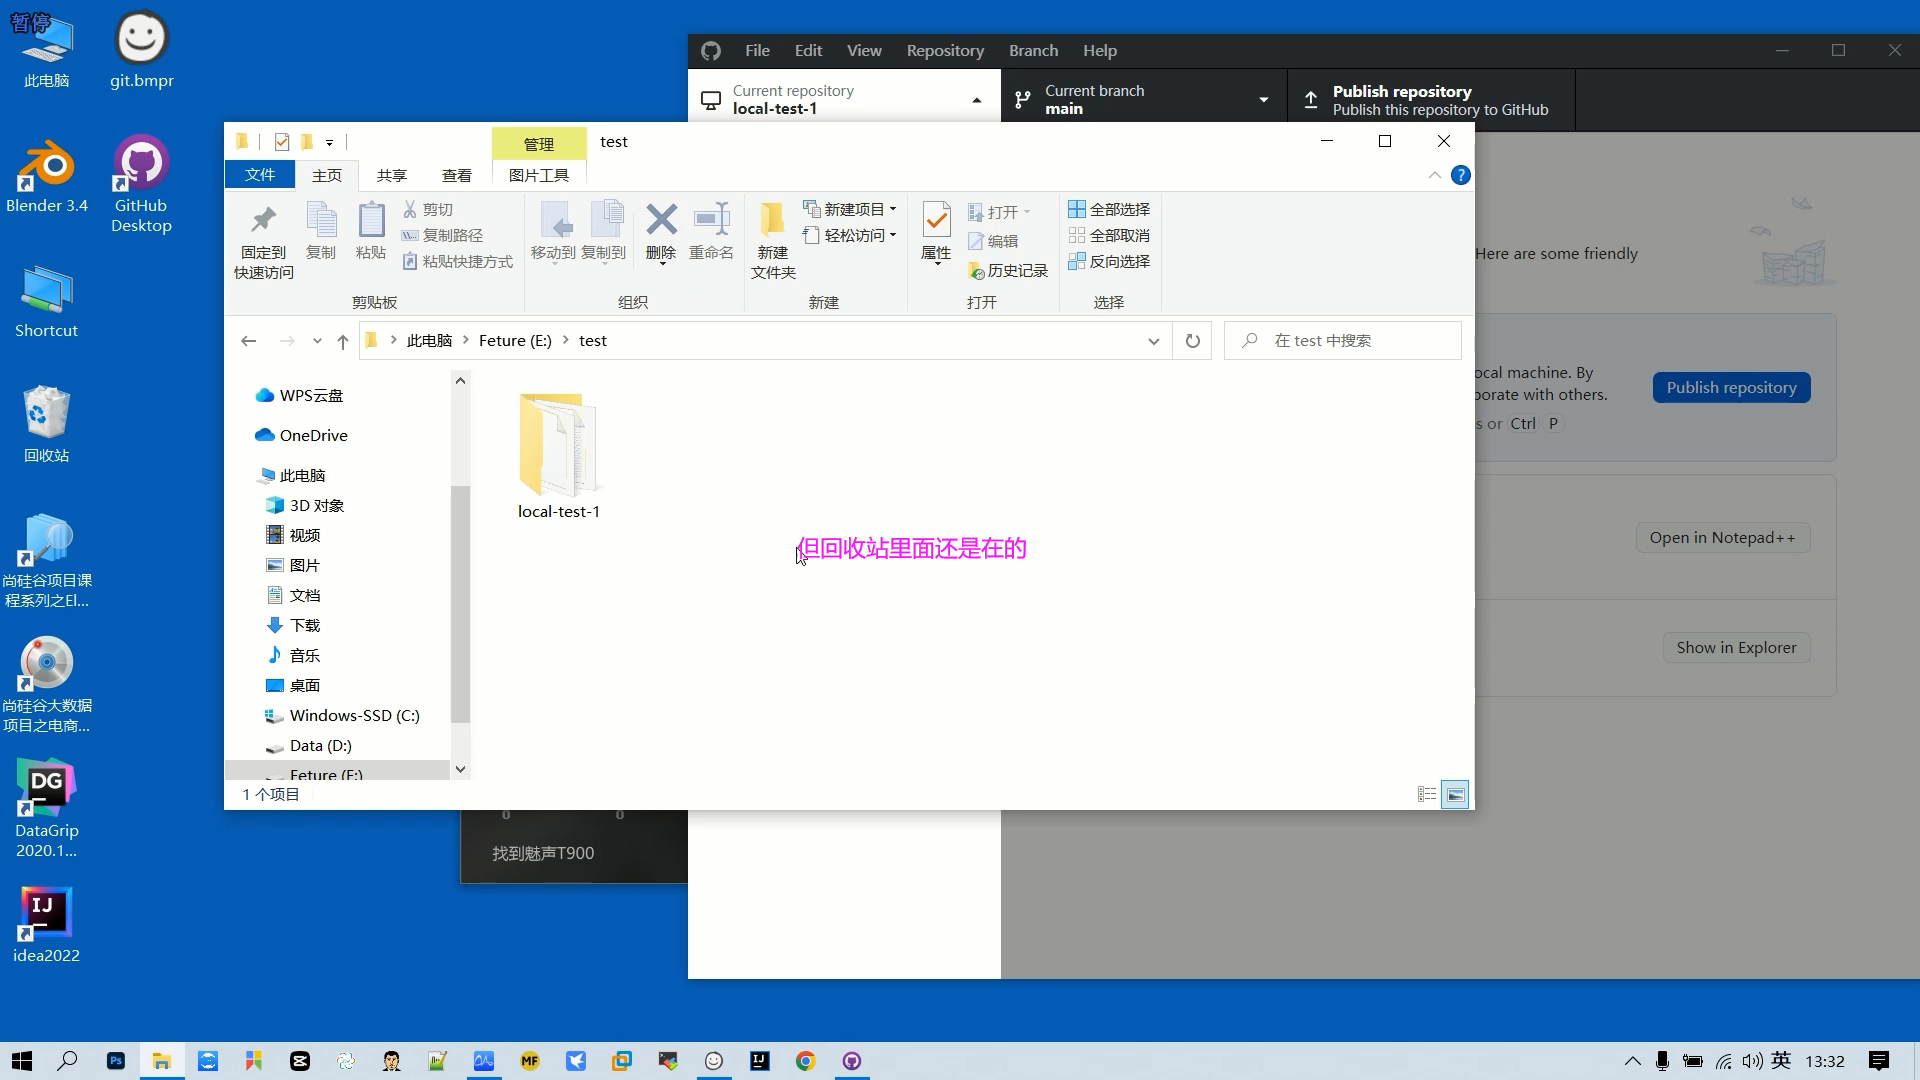 暂停
此电脑
git.bmpr
Blender 3.4
GitHub
Desktop
Shortcut
回收站
尚硅谷项目课
程系列之El...
尚硅谷大数据
项目之电商...
DG
DataGrip
2020.1...
IJ
idea2022
File Edit View Repository Branch Help
Current repository
local-test-1
Current branch
main
Publish repository
Publish this repository to GitHub
管理
test
文件
主页
共享
查看
图片工具
固定到
快速访问
复制
粘贴
剪切
复制路径
粘贴快捷方式
剪贴板
移动到
复制到
删除
重命名
组织
新建
文件夹
新建项目
轻松访问
新建
属性
打开
编辑
历史记录
打开
全部选择
全部取消
反向选择
选择
此电脑 > Feture (E:) > test
在 test 中搜索
WPS云盘
OneDrive
此电脑
3D 对象
视频
图片
文档
下载
音乐
桌面
Windows-SSD (C:)
Data (D:)
Feture (E:)
local-test-1
但回收站里面还是在的
1 个项目
Here are some friendly
ocal machine. By
borate with others.
s or Ctrl P
Publish repository
Open in Notepad++
Show in Explorer
0 0
找到魅声T900
Ps
MF
IJ
英
13:32